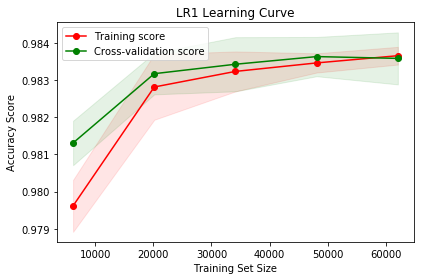 LR1 Learning Curve
Training score
Cross-validation score
Accuracy Score
0.984
0.983
0.982
0.981
0.980
0.979
10000 20000 30000 40000 50000 60000
Training Set Size